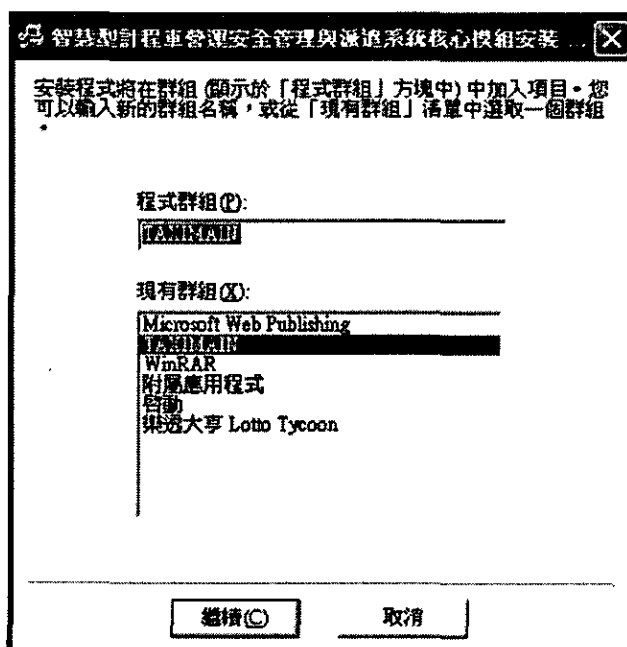 智慧型計程車營運安全管理與派遣系統核心模組安裝 ...
安裝程式將在群組 (顯示於「程式群組」方塊中) 中加入項目。您
可以輸入新的群組名稱，或從「現有群組」清單中選取一個群組
。
程式群組(P):
現有群組(X):
Microsoft Web Publishing
WinRAR
附屬應用程式
啓動
樂透大亨 Lotto Tycoon
繼續(C)
取消